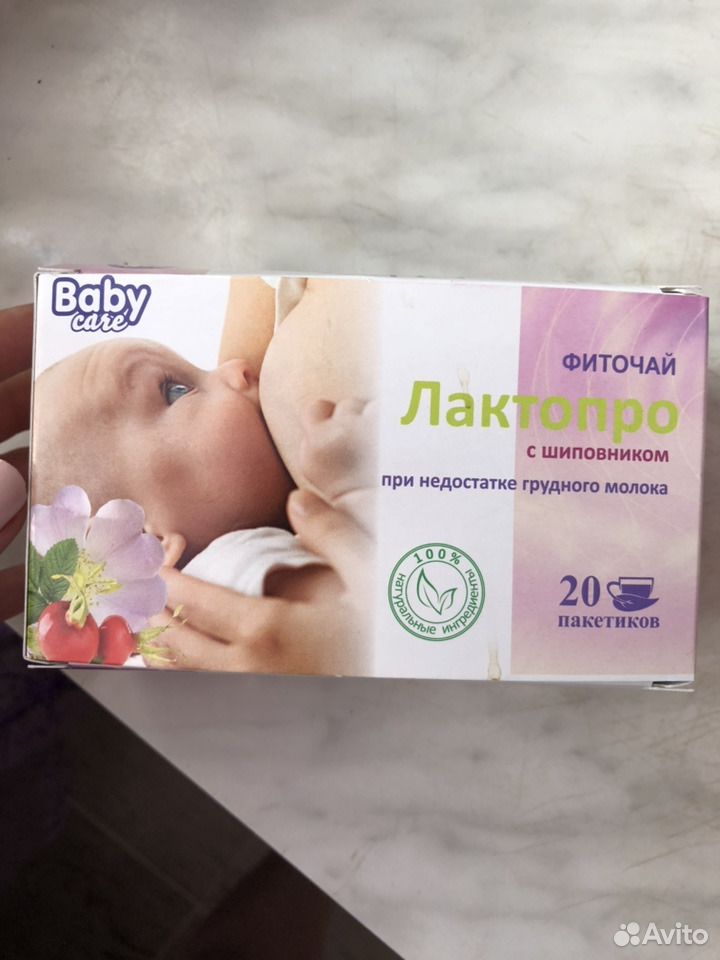 Baby
care
ФИТОЧАЙ
Лактопро
с шиповником
при недостатке грудного молока
100%
натуральные ингредиенты
20
пакетиков
Avito